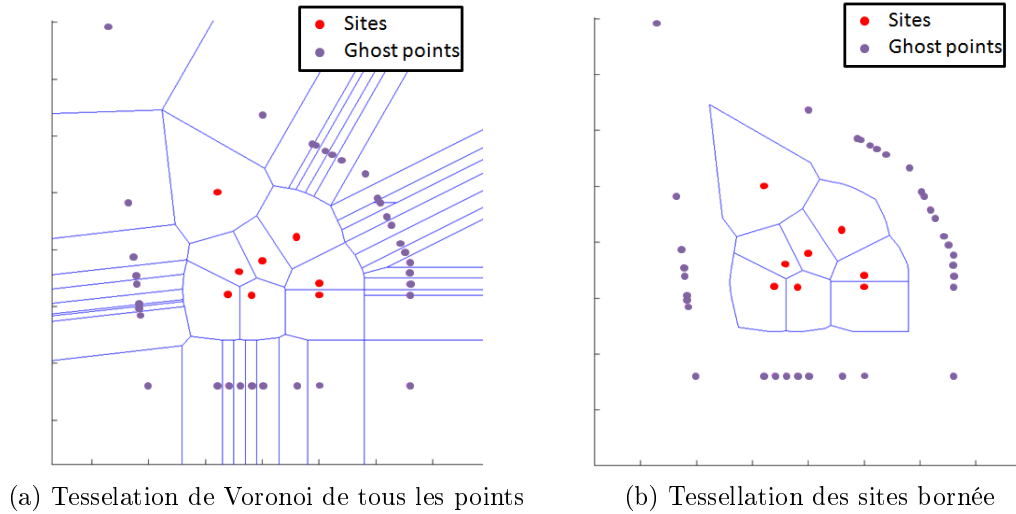 Sites
Ghost points
Sites
Ghost points
(a) Tesselation de Voronoi de tous les points
(b) Tessellation des sites bornée